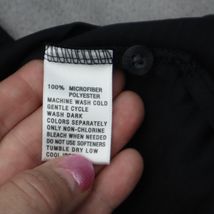 100% MICROFIBER
POLYESTER
MACHINE WASH COLD
GENTLE CYCLE
WASH DARK
COLORS SEPARATELY
ONLY NON-CHLORINE
BLEACH WHEN NEEDED
DO NOT USE SOFTENERS
TUMBLE DRY LOW
COOL